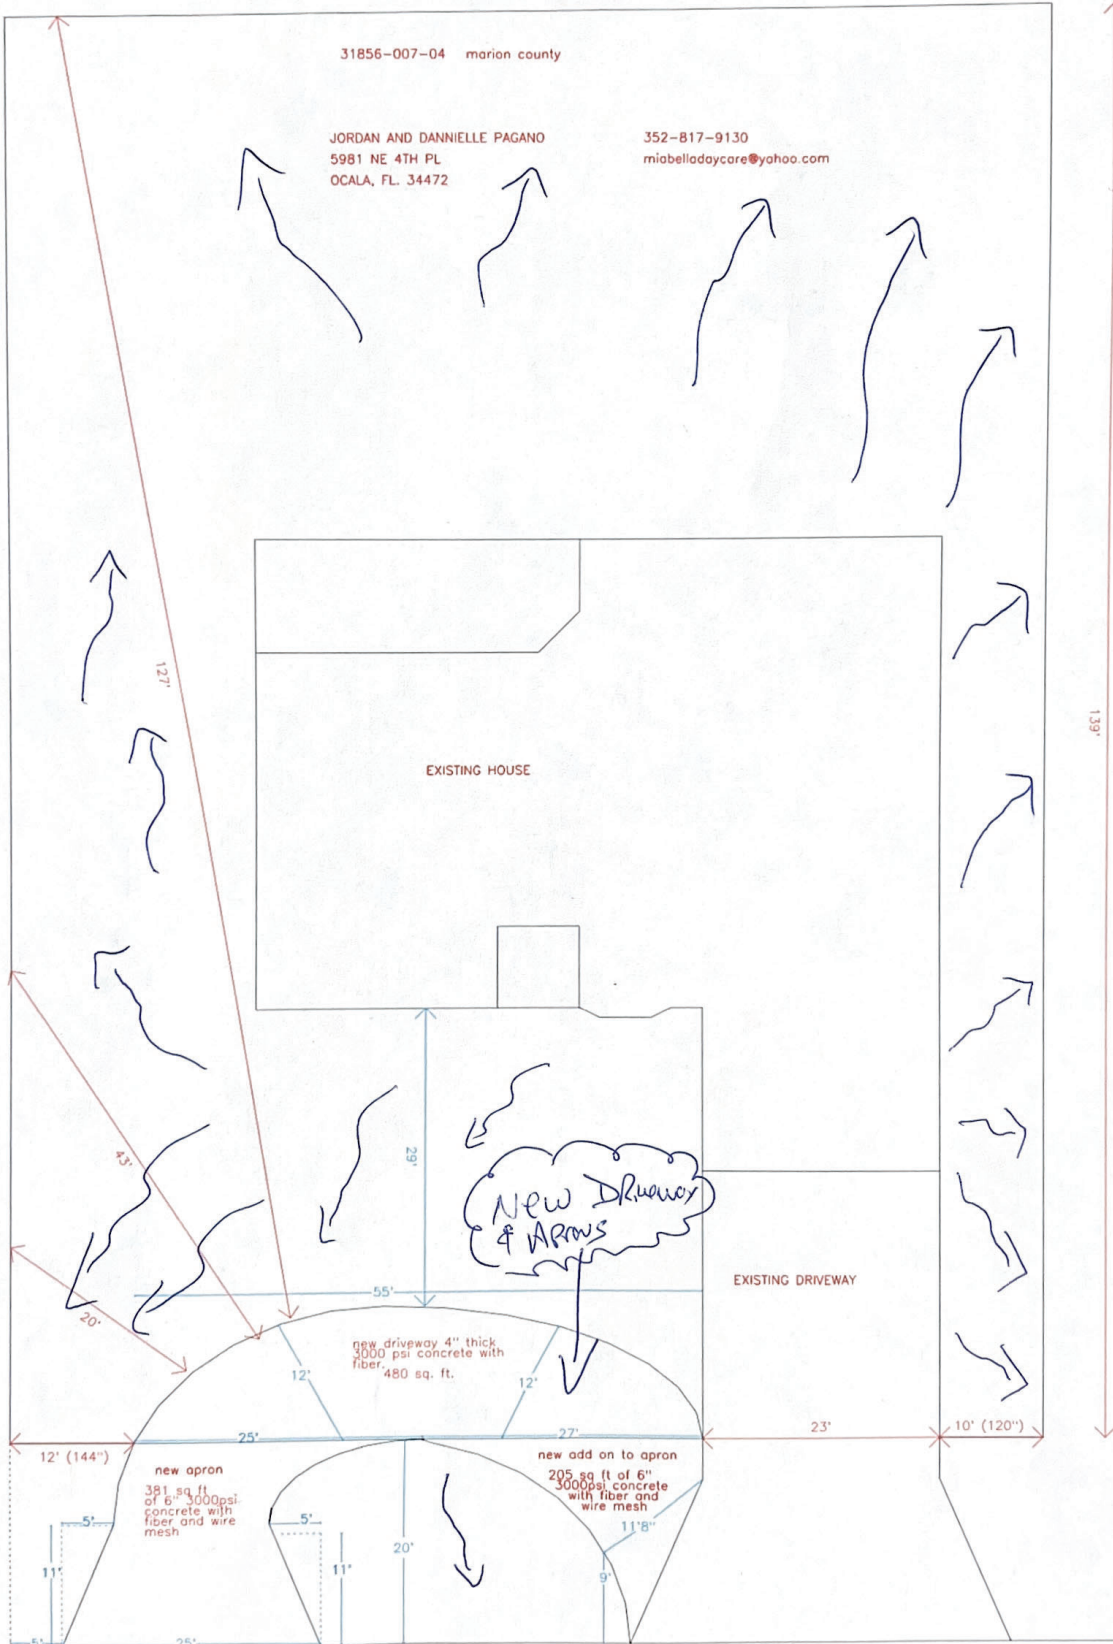 31856-007-04 marion county
JORDAN AND DANNIELLE PAGANO
5981 NE 4TH PL
OCALA, FL. 34472
352-817-9130
miabelladaycare@yahoo.com
127'
139'
EXISTING HOUSE
43'
29'
New Driveway
& Aprons
EXISTING DRIVEWAY
55'
20'
new driveway 4" thick
3000 psi concrete with
fiber.
480 sq. ft.
12'
12'
25'
27'
23'
10' (120")
12' (144")
new apron
381 sq ft
of 6" 3000psi
concrete with
fiber and wire
mesh
new add on to apron
205 sq ft of 6"
3000psi concrete
with fiber and
wire mesh
11'8"
5'
5'
20'
11'
11'
9'
5'
25'